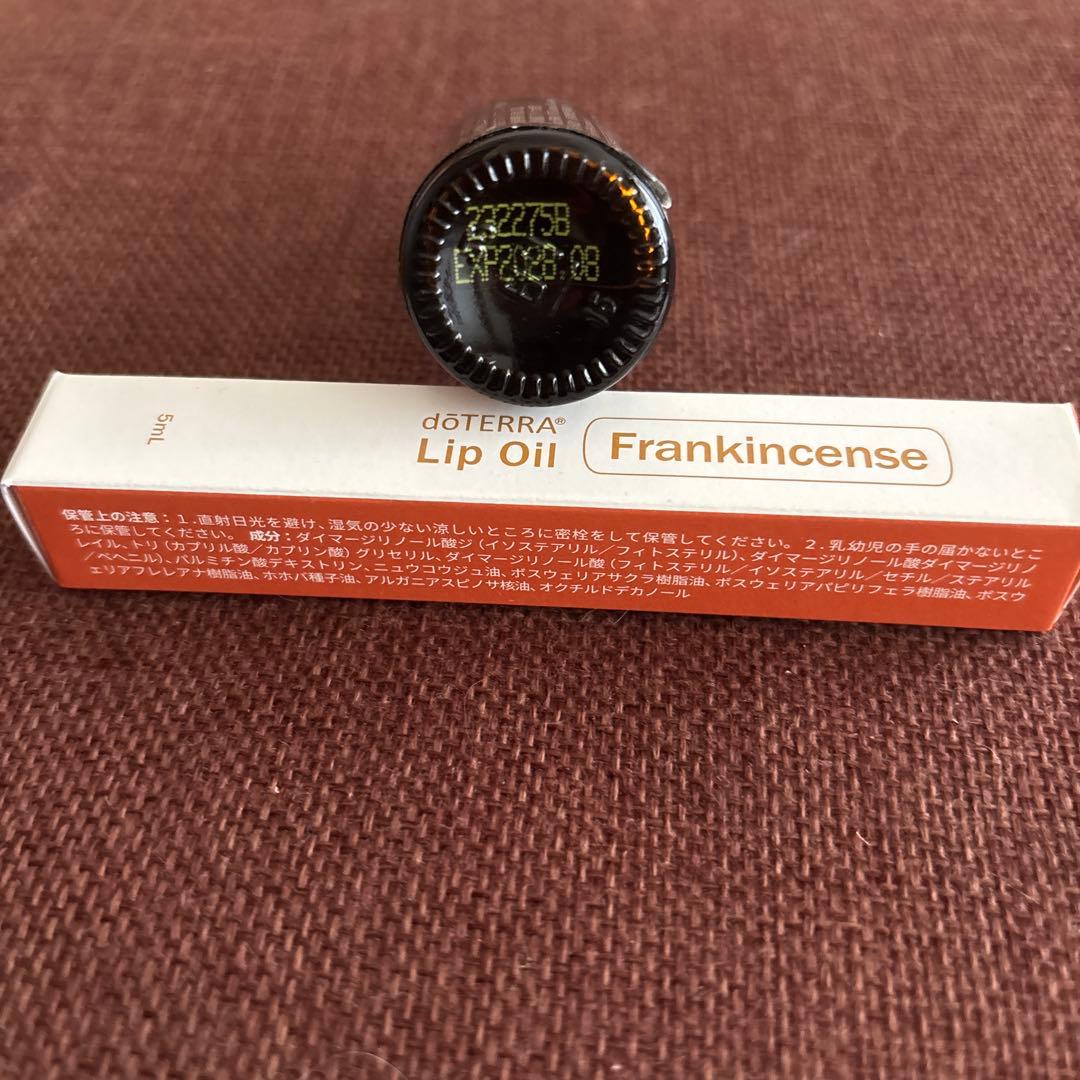 232275B
EXP2028.08
15
5mL
dōTERRA®
Lip Oil
Frankincense
保管上の注意：1.直射日光を避け、湿気の少ない涼しいところに密栓をして保管してください。2.乳幼児の手の届かないとこ
ろに保管してください。 成分：ダイマージリノール酸ジ（イソステアリル／フィトステリル）、ダイマージリノール酸ダイマージリノ
レイル、トリ（カプリル酸／カプリン酸）グリセリル、ダイマージリノール酸（フィトステリル／イソステアリル／セチル／ステアリル
／ベヘニル）、パルミチン酸デキストリン、ニュウコウジュ油、ボスウェリアサクラ樹脂油、ボスウェリアパピリフェラ樹脂油、ボスウ
ェリアフレレアナ樹脂油、ホホバ種子油、アルガニアスピノサ核油、オクチルドデカノール